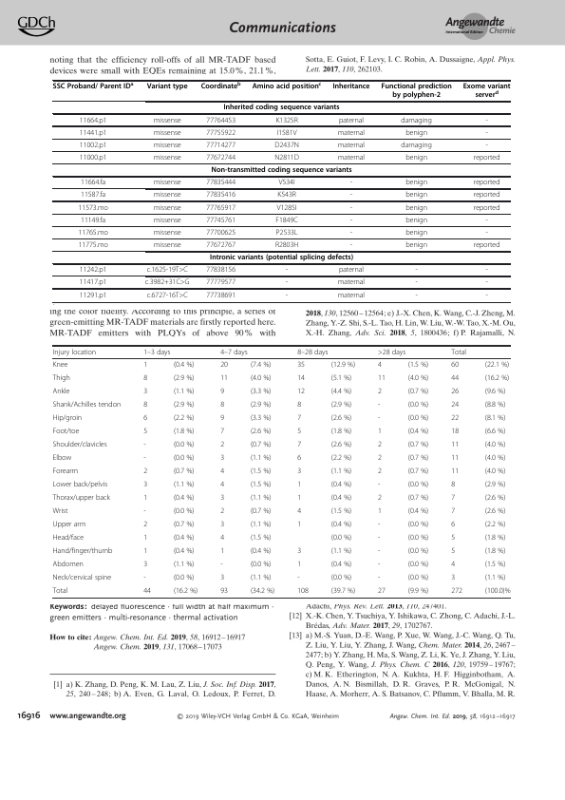 GDCh
Communications
Angewandte
International Edition
Chemie
noting that the efficiency roll-offs of all MR-TADF based
devices were small with EQEs remaining at 15.0%, 21.1%,
Sotta, E. Guiot, F. Levy, I. C. Robin, A. Dussaigne, Appl. Phys.
Lett. 2017, 110, 262103.
SSC Proband/ Parent IDa Variant type Coordinateb Amino acid positionc Inheritance Functional prediction by polyphen-2 Exome variant serverd
Inherited coding sequence variants
11664.p1 missense 77764453 K1325R paternal damaging -
11441.p1 missense 77755922 I1581V maternal benign -
11002.p1 missense 77714277 D2437N maternal damaging -
11000.p1 missense 77672744 N2811D maternal benign reported
Non-transmitted coding sequence variants
11664.fa missense 77835444 V534I - benign reported
11587.fa missense 77835416 K543R - benign reported
11573.mo missense 77765917 V1285I - benign reported
11149.fa missense 77745761 F1849C - benign -
11765.mo missense 77700625 P2533L - benign -
11775.mo missense 77672767 R2803H - benign reported
Intronic variants (potential splicing defects)
11242.p1 c.1625-19T>C 77838156 - paternal - -
11417.p1 c.3982+31C>G 77779577 - maternal - -
11291.p1 c.6727-16T>C 77738691 - maternal - -
ing the color fidelity. According to this principle, a series of
green-emitting MR-TADF materials are firstly reported here.
MR-TADF emitters with PLQYs of above 90% with
2018, 130, 12560–12564; e) J.-X. Chen, K. Wang, C.-J. Zheng, M.
Zhang, Y.-Z. Shi, S.-L. Tao, H. Lin, W. Liu, W.-W. Tao, X.-M. Ou,
X.-H. Zhang, Adv. Sci. 2018, 5, 1800436; f) P. Rajamalli, N.
Injury location 1–3 days 4–7 days 8–28 days >28 days Total
Knee 1 (0.4 %) 20 (7.4 %) 35 (12.9 %) 4 (1.5 %) 60 (22.1 %)
Thigh 8 (2.9 %) 11 (4.0 %) 14 (5.1 %) 11 (4.0 %) 44 (16.2 %)
Ankle 3 (1.1 %) 9 (3.3 %) 12 (4.4 %) 2 (0.7 %) 26 (9.6 %)
Shank/Achilles tendon 8 (2.9 %) 8 (2.9 %) 8 (2.9 %) - (0.0 %) 24 (8.8 %)
Hip/groin 6 (2.2 %) 9 (3.3 %) 7 (2.6 %) - (0.0 %) 22 (8.1 %)
Foot/toe 5 (1.8 %) 7 (2.6 %) 5 (1.8 %) 1 (0.4 %) 18 (6.6 %)
Shoulder/clavicles - (0.0 %) 2 (0.7 %) 7 (2.6 %) 2 (0.7 %) 11 (4.0 %)
Elbow - (0.0 %) 3 (1.1 %) 6 (2.2 %) 2 (0.7 %) 11 (4.0 %)
Forearm 2 (0.7 %) 4 (1.5 %) 3 (1.1 %) 2 (0.7 %) 11 (4.0 %)
Lower back/pelvis 3 (1.1 %) 4 (1.5 %) 1 (0.4 %) - (0.0 %) 8 (2.9 %)
Thorax/upper back 1 (0.4 %) 3 (1.1 %) 1 (0.4 %) 2 (0.7 %) 7 (2.6 %)
Wrist - (0.0 %) 2 (0.7 %) 4 (1.5 %) 1 (0.4 %) 7 (2.6 %)
Upper arm 2 (0.7 %) 3 (1.1 %) 1 (0.4 %) - (0.0 %) 6 (2.2 %)
Head/face 1 (0.4 %) 4 (1.5 %) (0.0 %) - (0.0 %) 5 (1.8 %)
Hand/finger/thumb 1 (0.4 %) 1 (0.4 %) 3 (1.1 %) - (0.0 %) 5 (1.8 %)
Abdomen 3 (1.1 %) - (0.0 %) 1 (0.4 %) - (0.0 %) 4 (1.5 %)
Neck/cervical spine - (0.0 %) 3 (1.1 %) - (0.0 %) - (0.0 %) 3 (1.1 %)
Total 44 (16.2 %) 93 (34.2 %) 108 (39.7 %) 27 (9.9 %) 272 (100.0)%
Keywords: delayed fluorescence · full width at half maximum ·
green emitters · multi-resonance · thermal activation
How to cite: Angew. Chem. Int. Ed. 2019, 58, 16912–16917
Angew. Chem. 2019, 131, 17068–17073
[1] a) K. Zhang, D. Peng, K. M. Lau, Z. Liu, J. Soc. Inf. Disp. 2017,
25, 240–248; b) A. Even, G. Laval, O. Ledoux, P. Ferret, D.
Adachi, Phys. Rev. Lett. 2013, 110, 247401.
[12] X.-K. Chen, Y. Tsuchiya, Y. Ishikawa, C. Zhong, C. Adachi, J.-L.
Brédas, Adv. Mater. 2017, 29, 1702767.
[13] a) M.-S. Yuan, D.-E. Wang, P. Xue, W. Wang, J.-C. Wang, Q. Tu,
Z. Liu, Y. Liu, Y. Zhang, J. Wang, Chem. Mater. 2014, 26, 2467–
2477; b) Y. Zhang, H. Ma, S. Wang, Z. Li, K. Ye, J. Zhang, Y. Liu,
Q. Peng, Y. Wang, J. Phys. Chem. C 2016, 120, 19759–19767;
c) M. K. Etherington, N. A. Kukhta, H. F. Higginbotham, A.
Danos, A. N. Bismillah, D. R. Graves, P. R. McGonigal, N.
Haase, A. Morherr, A. S. Batsanov, C. Pflumm, V. Bhalla, M. R.
16916 www.angewandte.org
© 2019 Wiley-VCH Verlag GmbH & Co. KGaA, Weinheim
Angew. Chem. Int. Ed. 2019, 58, 16912–16917